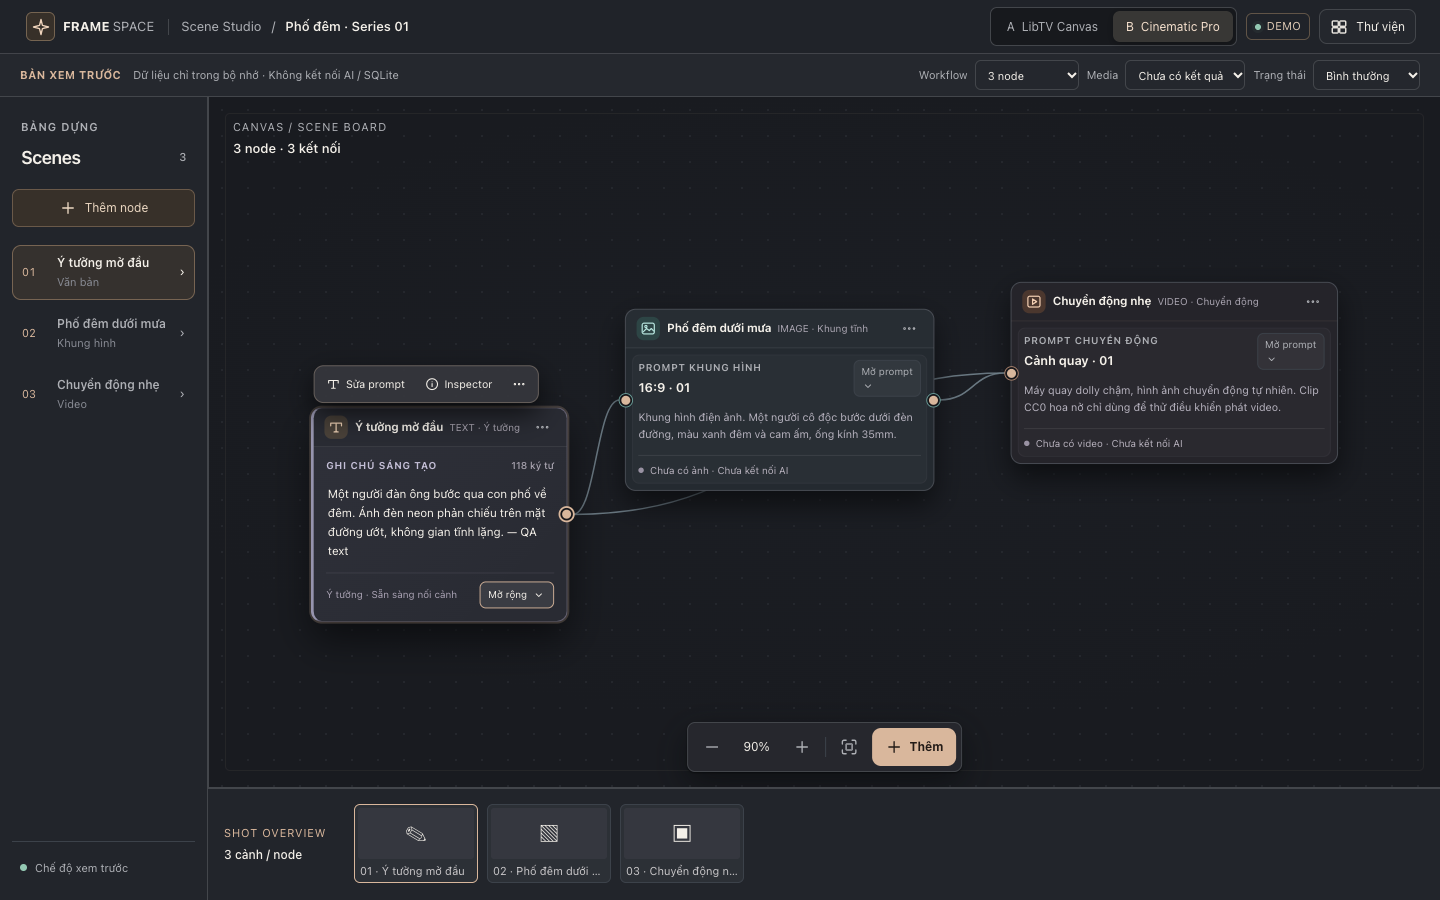 FRAME SPACE
Scene Studio / Phố đêm · Series 01
A LibTV Canvas
B Cinematic Pro
DEMO
Thư viện
BẢN XEM TRƯỚC
Dữ liệu chỉ trong bộ nhớ · Không kết nối AI / SQLite
Workflow
3 node
Media
Chưa có kết quả
Trạng thái
Bình thường
BẢNG DỰNG
Scenes
3
Thêm node
01
Ý tưởng mở đầu
Văn bản
02
Phố đêm dưới mưa
Khung hình
03
Chuyển động nhẹ
Video
Chế độ xem trước
CANVAS / SCENE BOARD
3 node · 3 kết nối
Sửa prompt
Inspector
Ý tưởng mở đầu
TEXT · Ý tưởng
GHI CHÚ SÁNG TẠO
118 ký tự
Một người đàn ông bước qua con phố về
đêm. Ánh đèn neon phản chiếu trên mặt
đường ướt, không gian tĩnh lặng. — QA
text
Ý tưởng · Sẵn sàng nối cảnh
Mở rộng
Phố đêm dưới mưa
IMAGE · Khung tĩnh
PROMPT KHUNG HÌNH
Mở prompt
16:9 · 01
Khung hình điện ảnh. Một người cô độc bước dưới đèn
đường, màu xanh đêm và cam ấm, ống kính 35mm.
Chưa có ảnh · Chưa kết nối AI
Chuyển động nhẹ
VIDEO · Chuyển động
PROMPT CHUYỂN ĐỘNG
Mở prompt
Cảnh quay · 01
Máy quay dolly chậm, hình ảnh chuyển động tự nhiên. Clip
CC0 hoa nở chỉ dùng để thử điều khiển phát video.
Chưa có video · Chưa kết nối AI
90%
Thêm
SHOT OVERVIEW
3 cảnh / node
01 · Ý tưởng mở đầu
02 · Phố đêm dưới ...
03 · Chuyển động n...